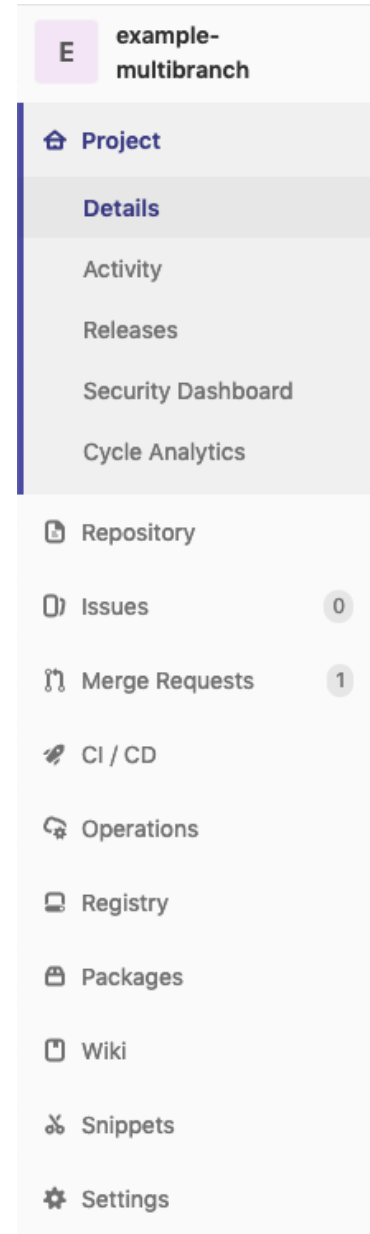 E
example-
multibranch
Project
Details
Activity
Releases
Security Dashboard
Cycle Analytics
Repository
Issues 0
Merge Requests 1
CI / CD
Operations
Registry
Packages
Wiki
Snippets
Settings